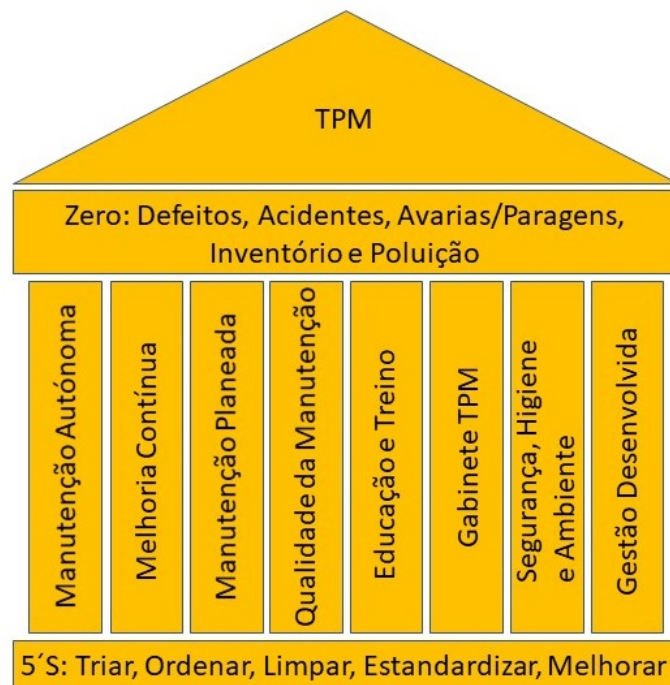 TPM
Zero: Defeitos, Acidentes, Avarias/Paragens,
Inventório e Poluição
Manutenção Autónoma
Melhoria Contínua
Manutenção Planeada
Qualidade da Manutenção
Educação e Treino
Gabinete TPM
Segurança, Higiene
e Ambiente
Gestão Desenvolvida
5´S: Triar, Ordenar, Limpar, Estandardizar, Melhorar